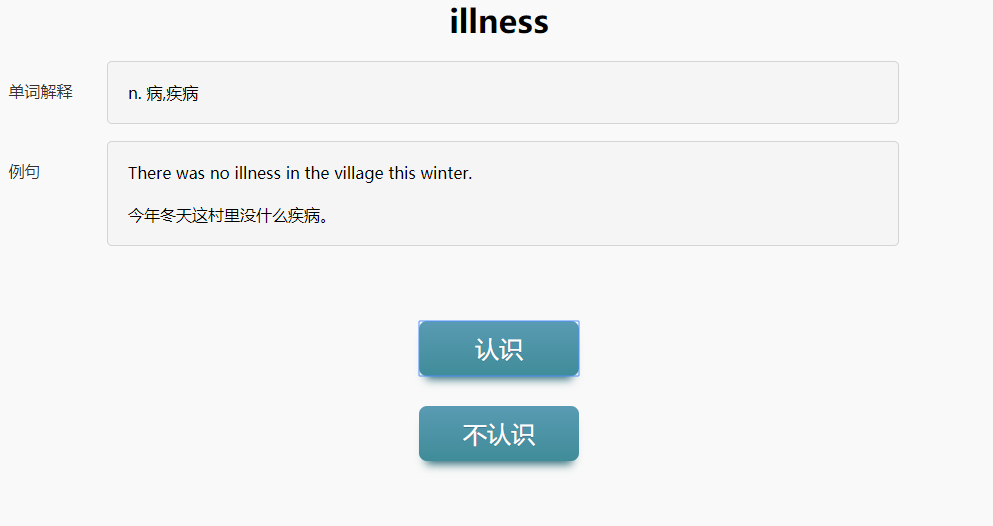 illness
单词解释
n. 病,疾病
例句
There was no illness in the village this winter.
今年冬天这村里没什么疾病。
认识
不认识